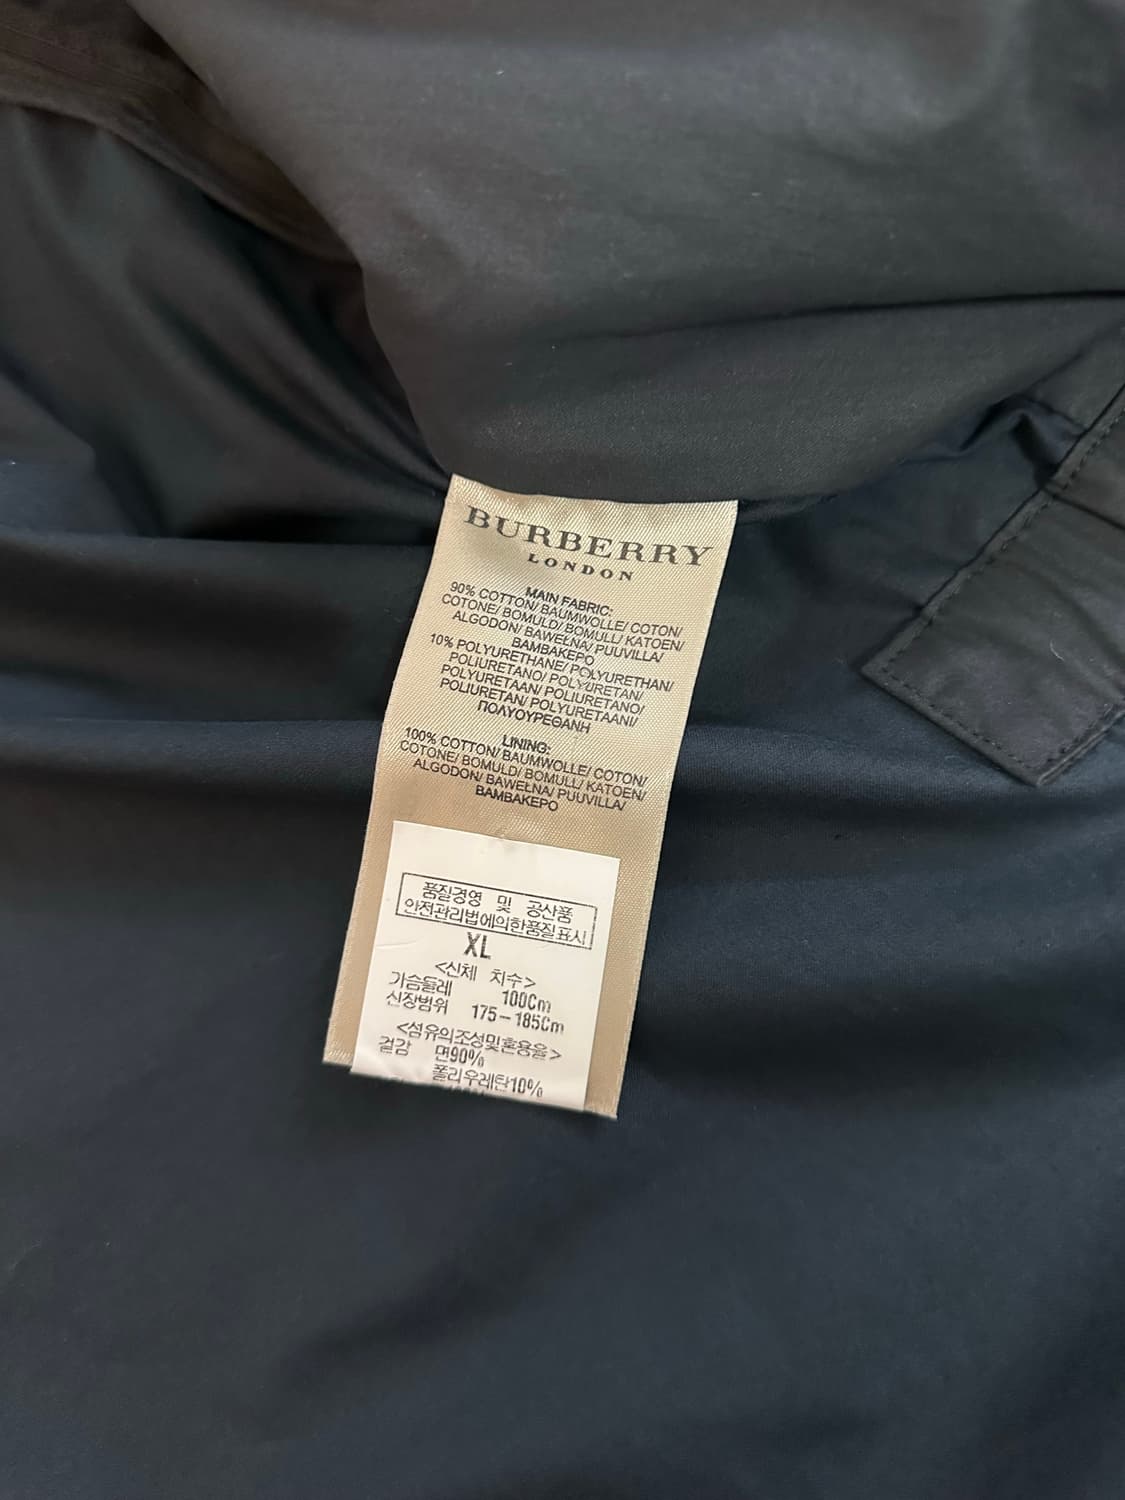 BURBERRY
LONDON
MAIN FABRIC:
90% COTTON/ BAUMWOLLE/ COTON/
COTONE/ BOMULD/ BOMULL/ KATOEN/
ALGODON/ BAWEŁNA/ PUUVILLA/
ΒΑΜΒΑΚΕΡΟ
10% POLYURETHANE/ POLYURETHAN/
POLIURETANO/ POLYURETAN/
POLYURETAAN/ POLIURETANO/
POLIURETAN/ POLYURETAANI/
ΠΟΛΥΟΥΡΕΘΑΝΗ
LINING:
100% COTTON/ BAUMWOLLE/ COTON/
COTONE/ BOMULD/ BOMULL/ KATOEN/
ALGODON/ BAWEŁNA/ PUUVILLA/
ΒΑΜΒΑΚΕΡΟ
품질경영 및 공산품
안전관리법에의한품질표시
XL
<신체 치수>
가슴둘레 100Cm
신장범위 175-185Cm
<섬유의조성및혼용율>
겉감 면90%
폴리우레탄10%